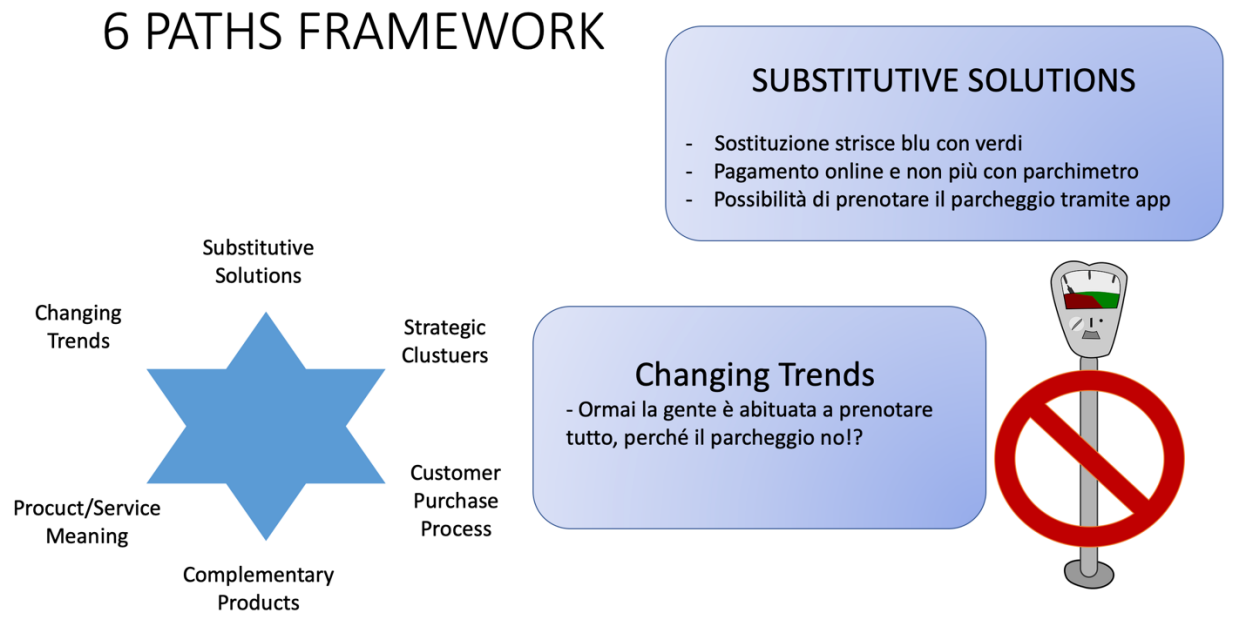 6 PATHS FRAMEWORK
SUBSTITUTIVE SOLUTIONS
- Sostituzione strisce blu con verdi
- Pagamento online e non più con parchimetro
- Possibilità di prenotare il parcheggio tramite app
Substitutive
Solutions
Changing
Trends
Strategic
Clustuers
Changing Trends
- Ormai la gente è abituata a prenotare
tutto, perché il parcheggio no!?
Customer
Purchase
Process
Procuct/Service
Meaning
Complementary
Products